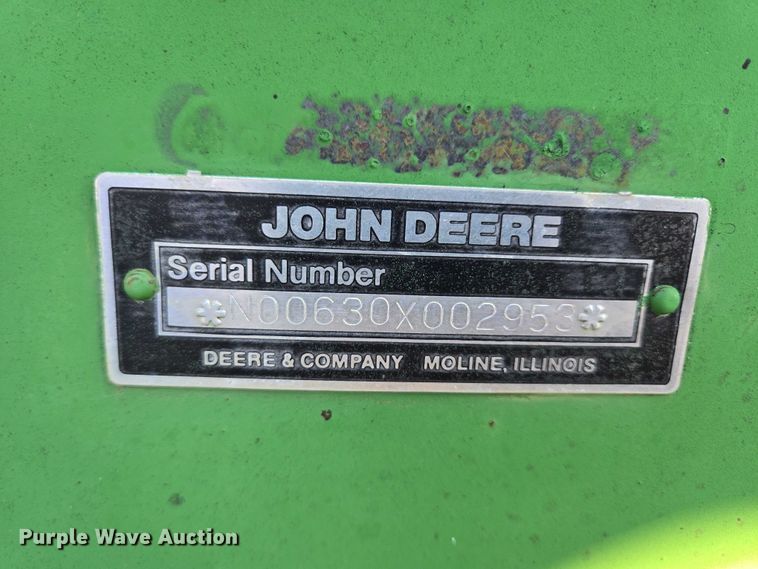 JOHN DEERE
Serial Number
*N00630X002953*
DEERE & COMPANY MOLINE, ILLINOIS
Purple Wave Auction